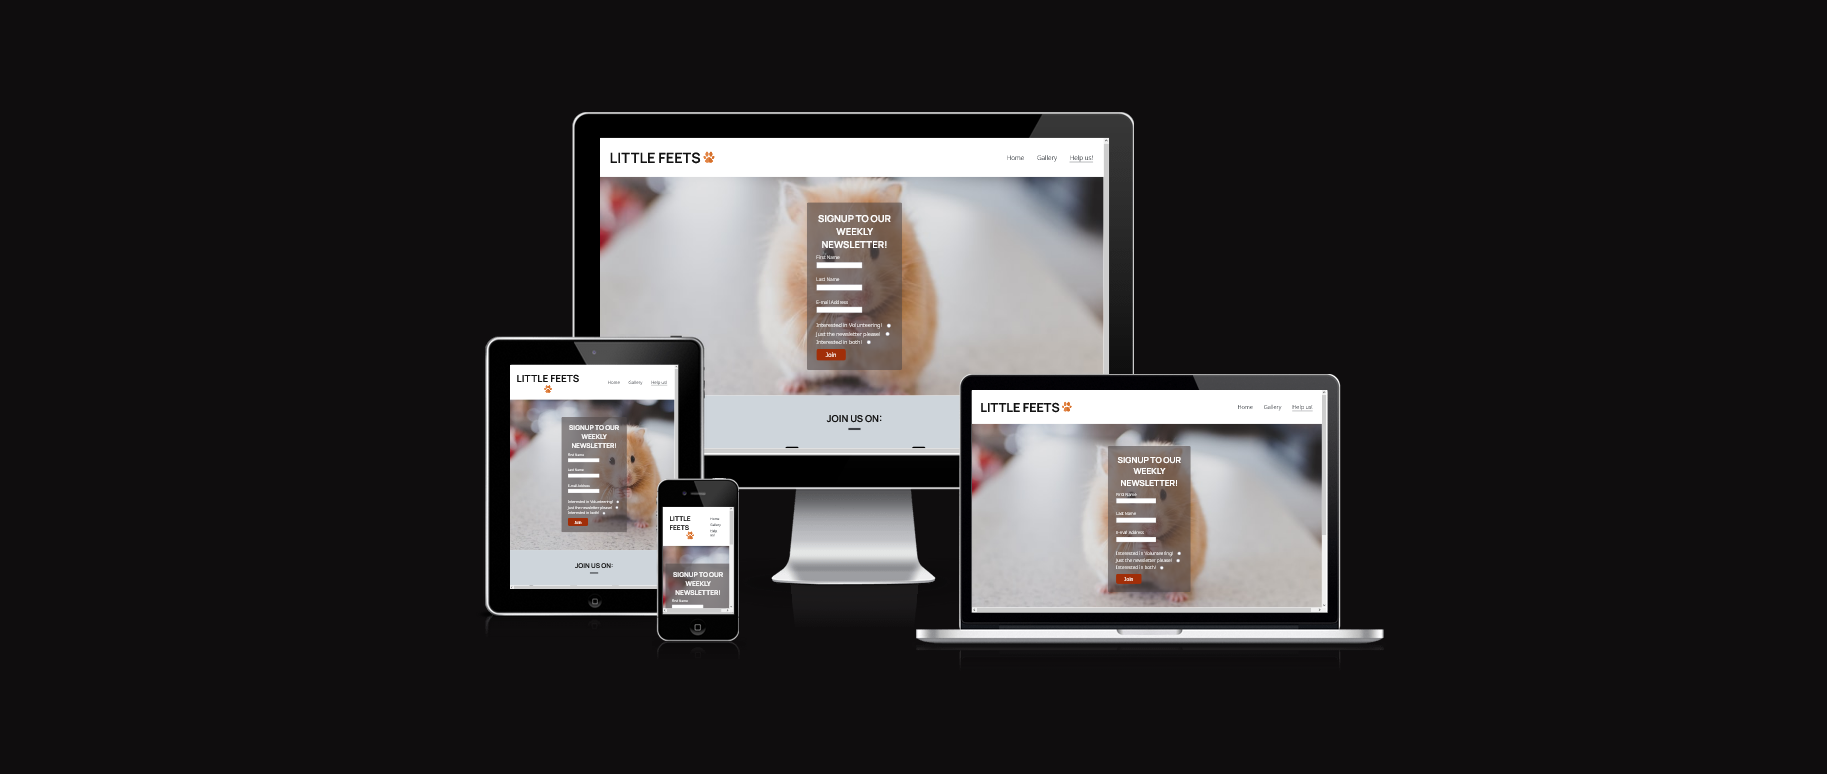 LITTLE FEETS
Home Gallery Help us!
SIGNUP TO OUR
WEEKLY
NEWSLETTER!
First Name
Last Name
E-mail Address
Interested in Volunteering!
Just the newsletter please!
Interested in both!
Join
JOIN US ON:
LITTLE FEETS
Home Gallery Help us!
SIGNUP TO OUR
WEEKLY
NEWSLETTER!
First Name
Last Name
E-mail Address
Interested in Volunteering!
Just the newsletter please!
Interested in both!
Join
JOIN US ON:
LITTLE
FEETS
Home
Gallery
Help
us!
SIGNUP TO OUR
WEEKLY
NEWSLETTER!
First Name
LITTLE FEETS
Home Gallery Help us!
SIGNUP TO OUR
WEEKLY
NEWSLETTER!
First Name
Last Name
E-mail Address
Interested in Volunteering!
Just the newsletter please!
Interested in both!
Join